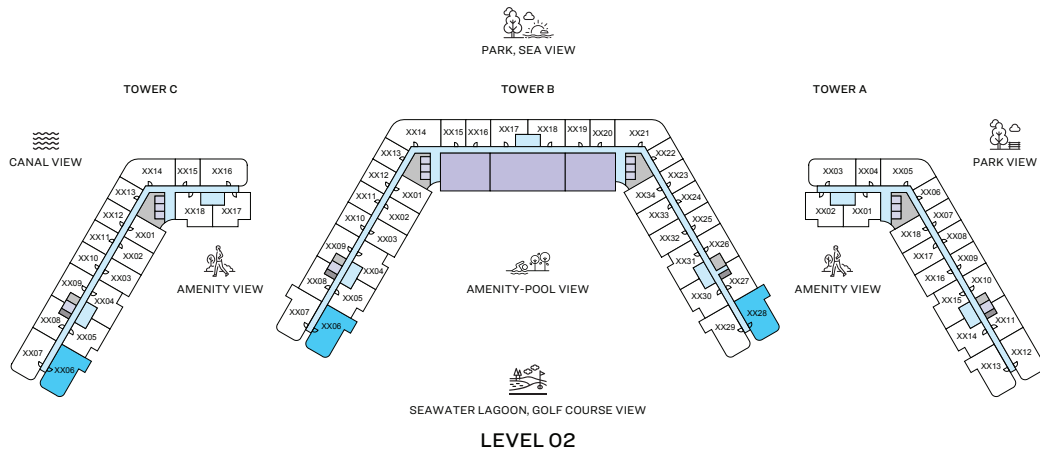 PARK, SEA VIEW
TOWER C
TOWER B
TOWER A
CANAL VIEW
PARK VIEW
XX14
XX15
XX16
XX13
XX12
XX11
XX10
XX09
XX08
XX07
XX18
XX17
XX01
XX02
XX03
XX04
XX05
XX06
XX14
XX15
XX16
XX17
XX18
XX19
XX20
XX21
XX13
XX12
XX11
XX10
XX09
XX08
XX07
XX01
XX02
XX03
XX04
XX05
XX06
XX22
XX23
XX24
XX25
XX26
XX27
XX28
XX34
XX33
XX32
XX31
XX30
XX29
XX03
XX04
XX05
XX02
XX01
XX06
XX07
XX08
XX09
XX10
XX11
XX12
XX18
XX17
XX16
XX15
XX14
XX13
AMENITY VIEW
AMENITY-POOL VIEW
AMENITY VIEW
SEAWATER LAGOON, GOLF COURSE VIEW
LEVEL 02